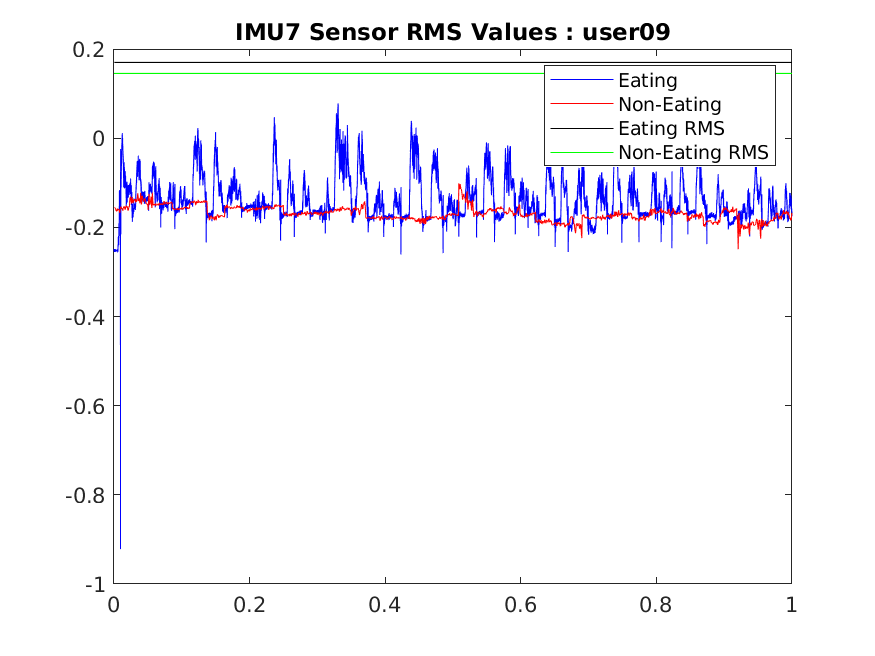 IMU7 Sensor RMS Values : user09
0.2
Eating
Non-Eating
Eating RMS
Non-Eating RMS
0
-0.2
-0.4
-0.6
-0.8
-1
0 0.2 0.4 0.6 0.8 1